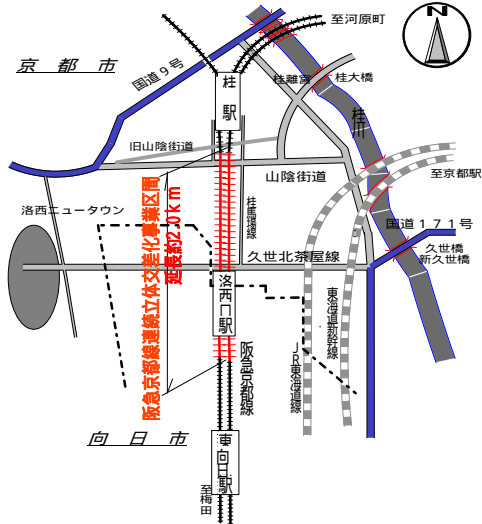 N
至河原町
京都市
国道９号
桂駅
桂離宮
桂大橋
桂川
旧山陰街道
山陰街道
至京都駅
洛西ニュータウン
桂馬場線
国道１７１号
久世橋
新久世橋
久世北茶屋線
阪急京都線連続立体交差化事業区間
延長約2.0ｋｍ
洛西口駅
東海道新幹線
ＪＲ東海道線
阪急京都線
向日市
東向日駅
至梅田